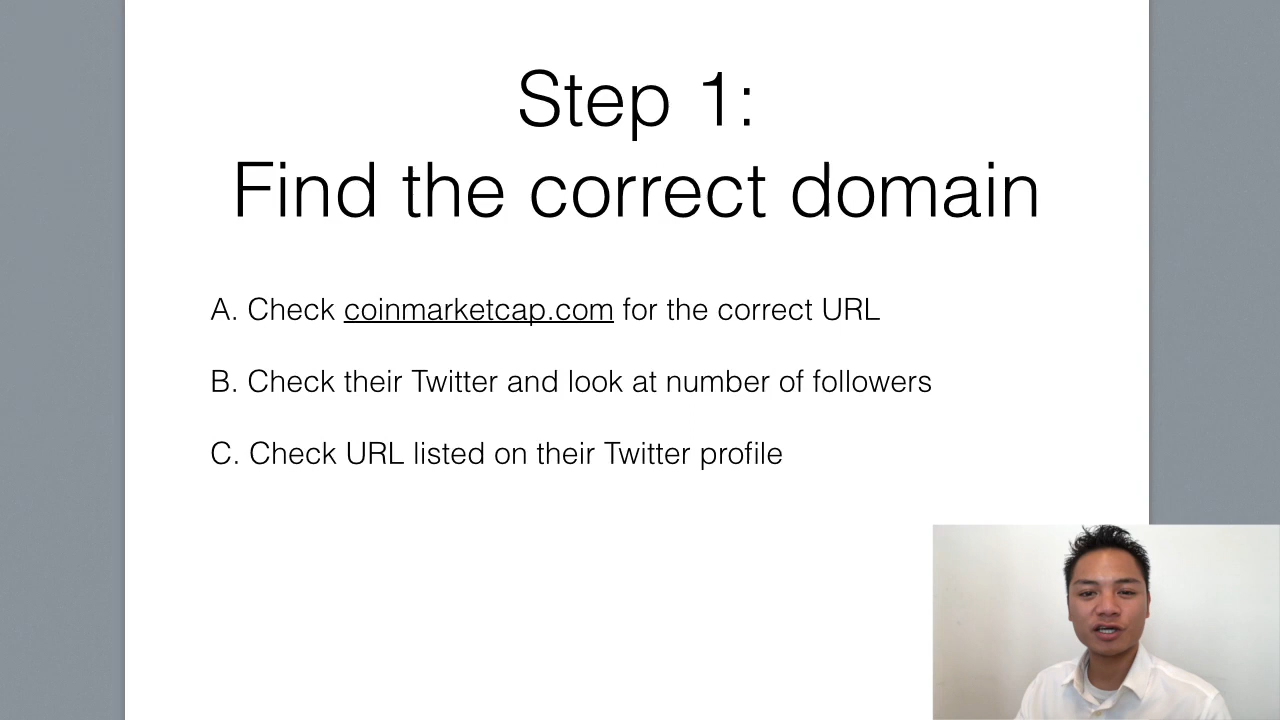 Step 1:
Find the correct domain
A. Check coinmarketcap.com for the correct URL
B. Check their Twitter and look at number of followers
C. Check URL listed on their Twitter profile